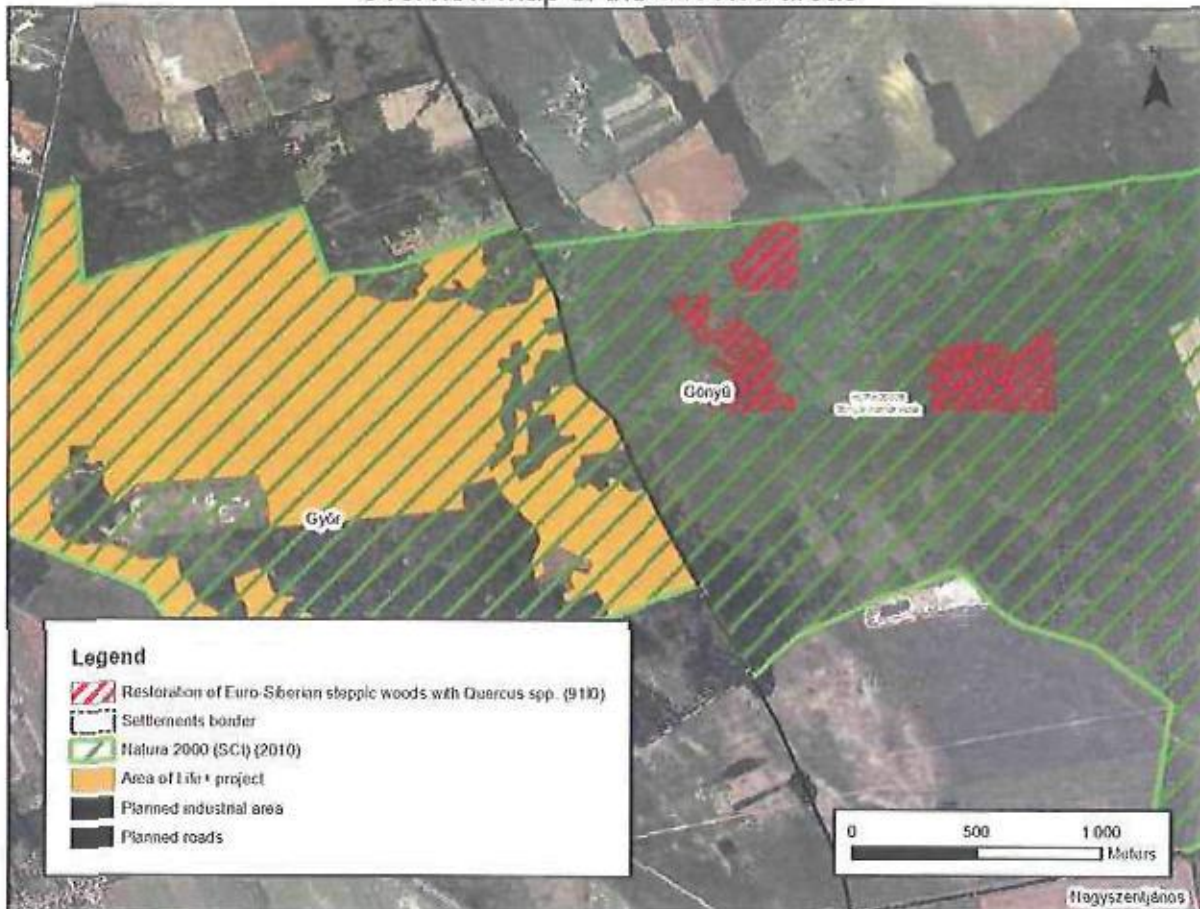 Gönyű
Győr
Legend
Restoration of Euro-Siberian steppic woods with Quercus spp. (91I0)
Settlements border
Natura 2000 (SCI) (2010)
Area of Life+ project
Planned industrial area
Planned roads
0 500 1 000
Meters
Nagyszentjános